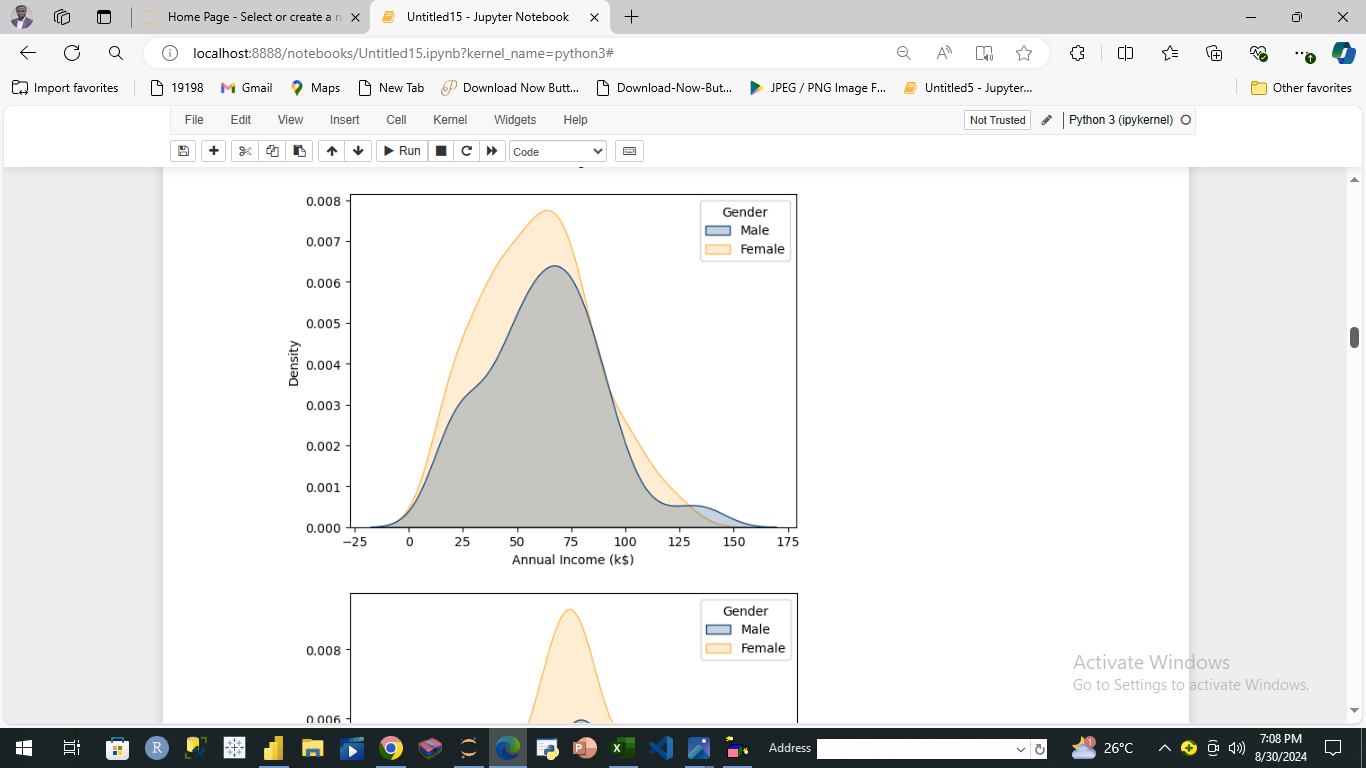 Home Page - Select or create a n
Untitled15 - Jupyter Notebook
localhost:8888/notebooks/Untitled15.ipynb?kernel_name=python3#
Import favorites
19198
Gmail
Maps
New Tab
Download Now Butt...
Download-Now-But...
JPEG / PNG Image F...
Untitled5 - Jupyter...
Other favorites
File Edit View Insert Cell Kernel Widgets Help
Not Trusted
Python 3 (ipykernel)
Run
Code
0.008
0.007
0.006
0.005
0.004
0.003
0.002
0.001
0.000
Density
Gender
Male
Female
−25 0 25 50 75 100 125 150 175
Annual Income (k$)
Gender
Male
Female
0.008
0.006
Activate Windows
Go to Settings to activate Windows.
Address
1
26°C
7:08 PM
8/30/2024